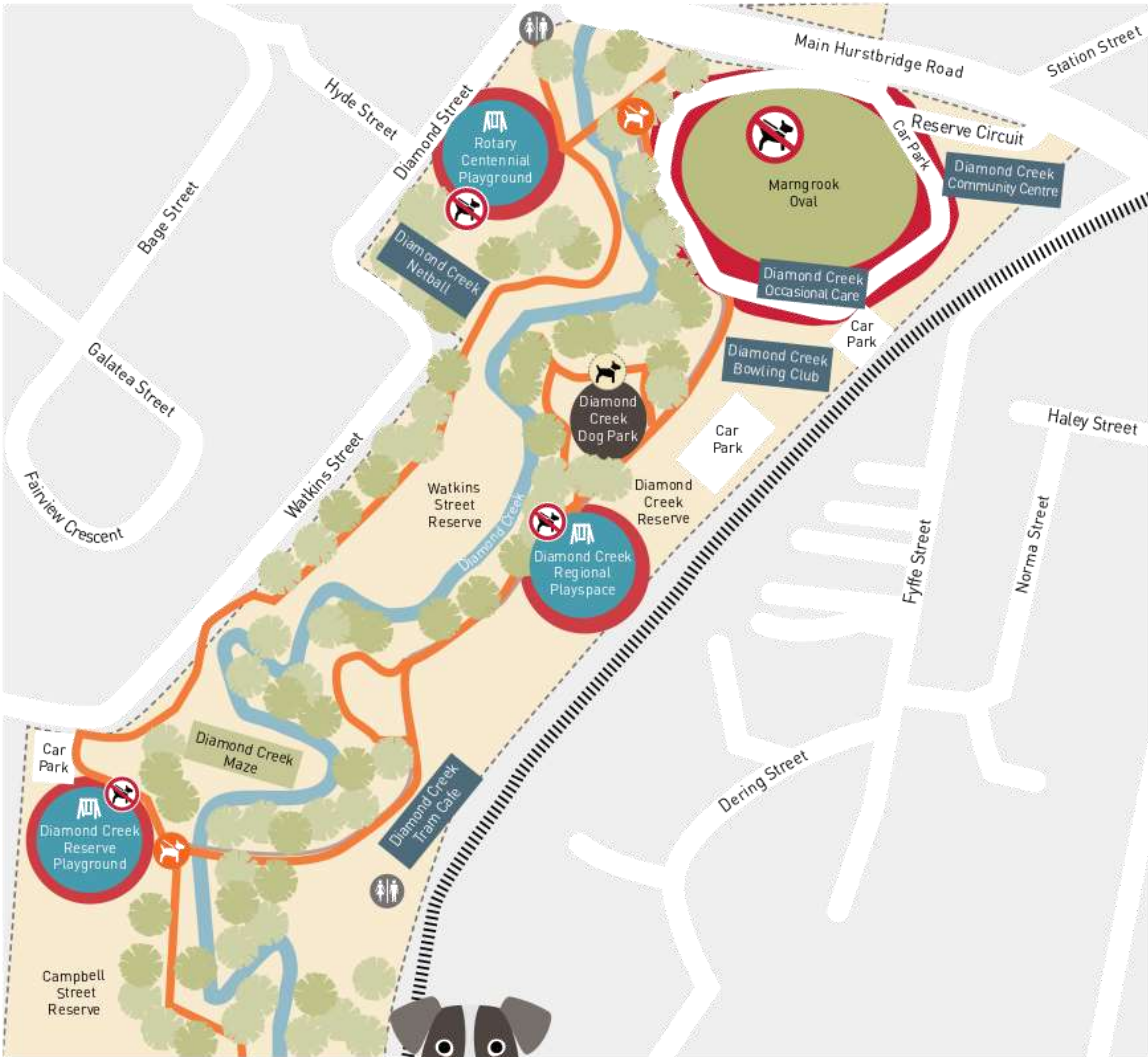 Main Hurstbridge Road
Station Street
Hyde Street
Diamond Street
Rotary
Centennial
Playground
Reserve Circuit
Car Park
Diamond Creek
Community Centre
Marngrook
Oval
Bage Street
Diamond Creek
Netball
Diamond Creek
Occasional Care
Car
Park
Diamond Creek
Bowling Club
Galatea Street
Diamond
Creek
Dog Park
Car
Park
Haley Street
Fairview Crescent
Watkins Street
Watkins
Street
Reserve
Diamond Creek
Diamond
Creek
Reserve
Diamond Creek
Regional
Playspace
Fyffe Street
Norma Street
Car
Park
Diamond Creek
Maze
Diamond Creek
Tram Cafe
Dering Street
Diamond Creek
Reserve
Playground
Campbell
Street
Reserve